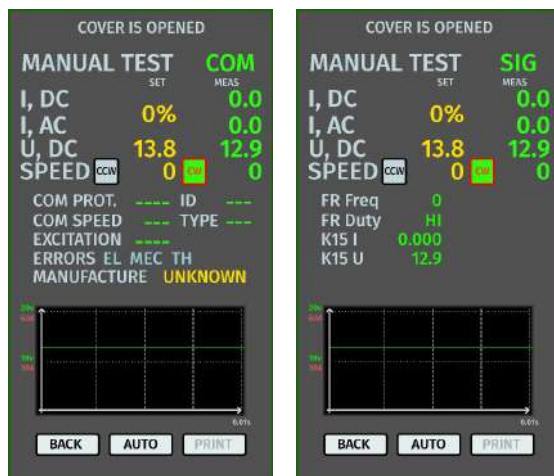 COVER IS OPENED
MANUAL TEST COM
SET MEAS
I, DC 0.0
0%
I, AC 0.0
U, DC 13.8 12.9
SPEED CCW 0 CW 0
COM PROT. ---- ID ---
COM SPEED --- TYPE ---
EXCITATION ----
ERRORS EL MEC TH
MANUFACTURE UNKNOWN
0.01s
BACK AUTO PRINT
COVER IS OPENED
MANUAL TEST SIG
SET MEAS
I, DC 0.0
0%
I, AC 0.0
U, DC 13.8 12.9
SPEED CCW 0 CW 0
FR Freq 0
FR Duty HI
K15 I 0.000
K15 U 12.9
0.01s
BACK AUTO PRINT